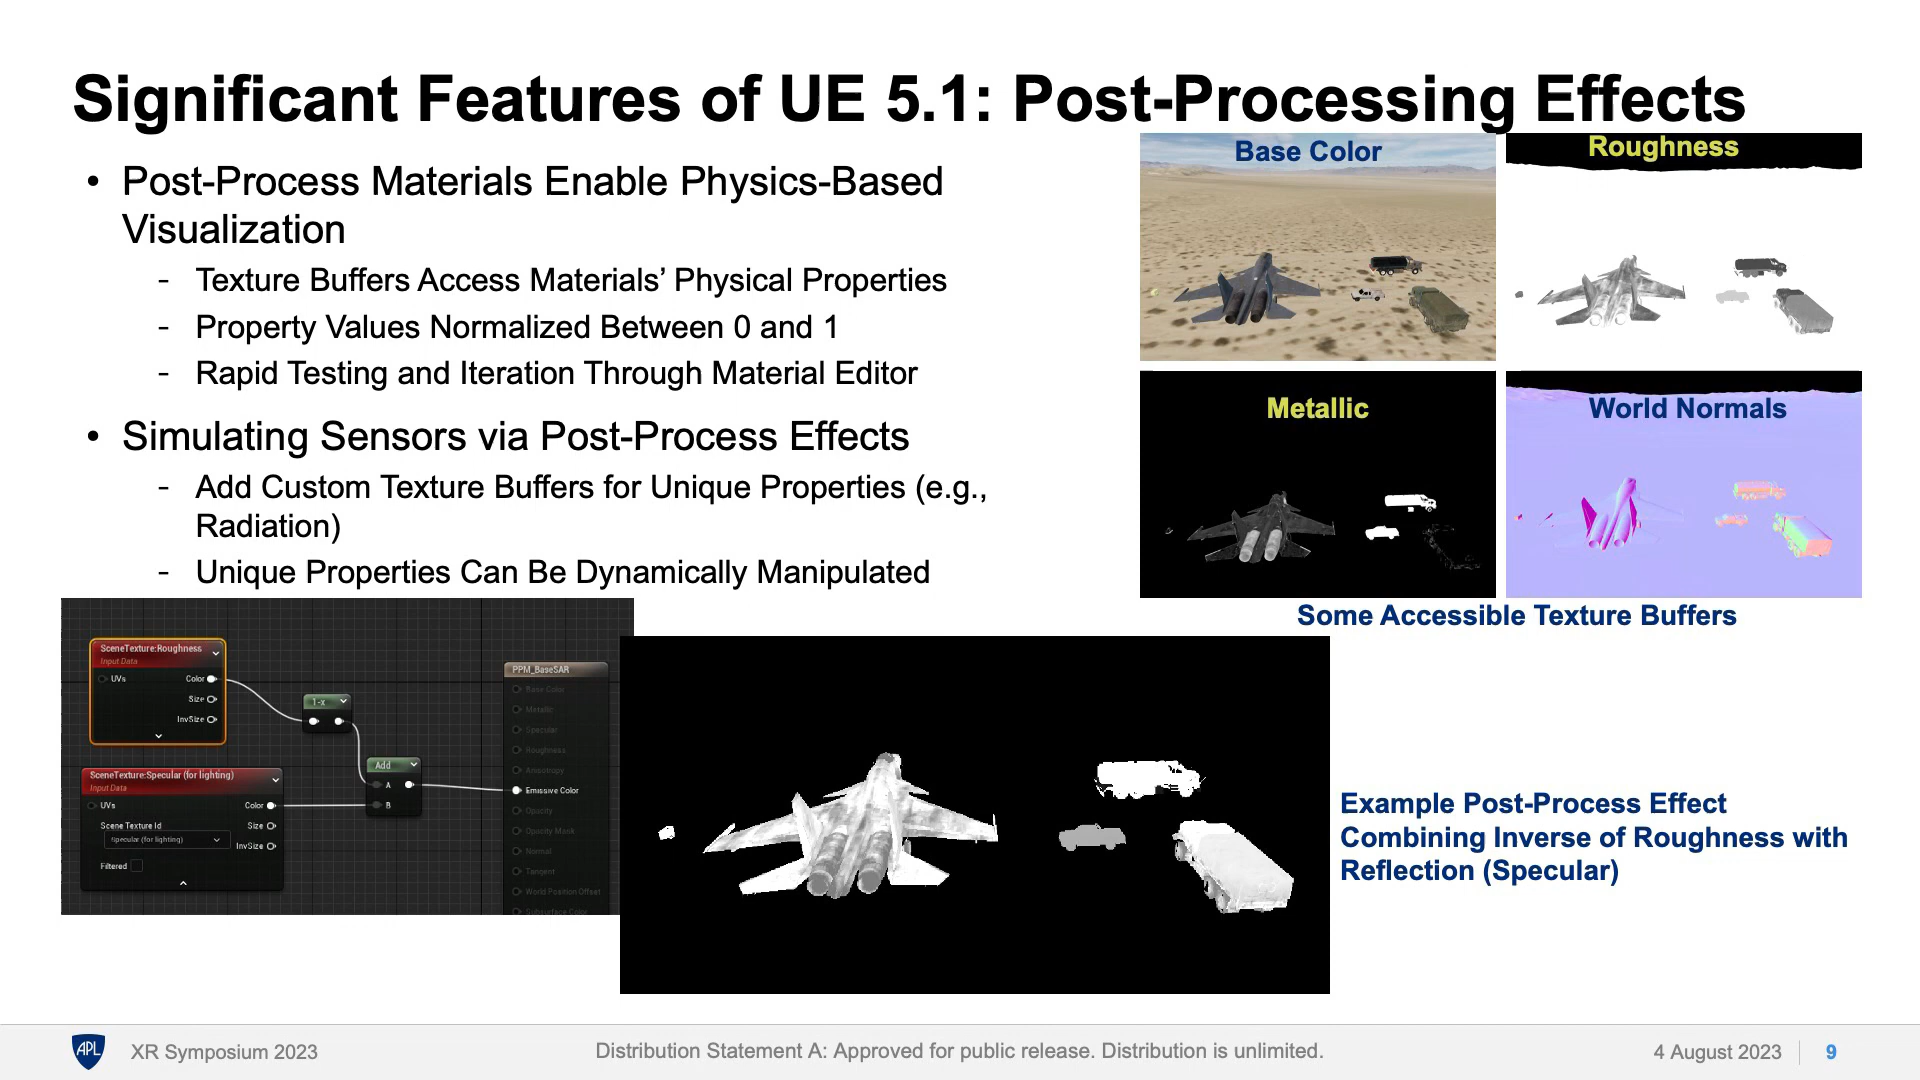 Significant Features of UE 5.1: Post-Processing Effects
• Post-Process Materials Enable Physics-Based
Visualization
- Texture Buffers Access Materials’ Physical Properties
- Property Values Normalized Between 0 and 1
- Rapid Testing and Iteration Through Material Editor
• Simulating Sensors via Post-Process Effects
- Add Custom Texture Buffers for Unique Properties (e.g.,
Radiation)
- Unique Properties Can Be Dynamically Manipulated
Base Color
Roughness
Metallic
World Normals
Some Accessible Texture Buffers
SceneTexture:Roughness
Input Data
UVs
Color
Size
InvSize
1-x
Add
A
B
SceneTexture:Specular (for lighting)
Input Data
UVs
Color
Scene Texture Id
Size
Specular (for lighting)
InvSize
Filtered
PPM_BaseSAR
Base Color
Metallic
Specular
Roughness
Anisotropy
Emissive Color
Opacity
Opacity Mask
Normal
Tangent
World Position Offset
Subsurface Color
Example Post-Process Effect
Combining Inverse of Roughness with
Reflection (Specular)
APL
XR Symposium 2023
Distribution Statement A: Approved for public release. Distribution is unlimited.
4 August 2023
9